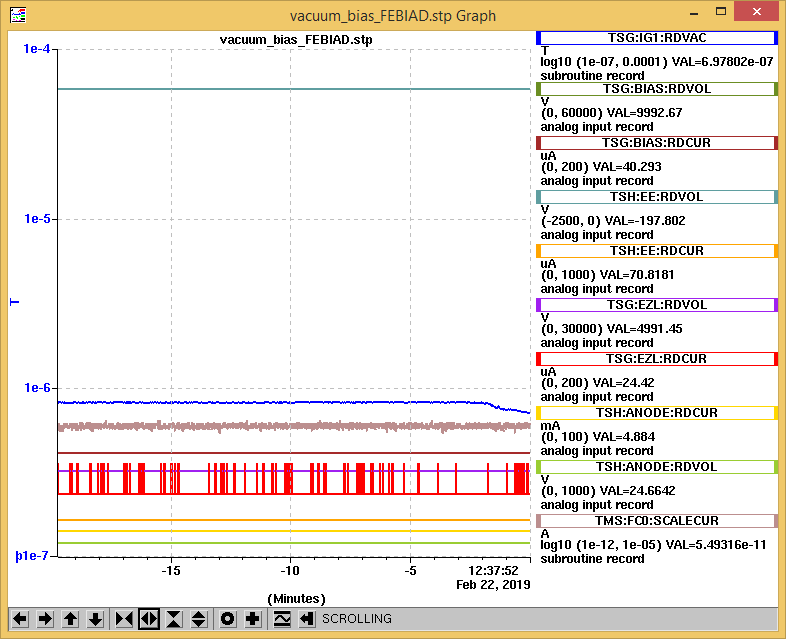 vacuum_bias_FEBIAD.stp Graph
vacuum_bias_FEBIAD.stp
1e-4
1e-5
T
1e-6
1e-7
-15
-10
-5
12:37:52
Feb 22, 2019
(Minutes)
TSG:IG1:RDVAC
T
log10 (1e-07, 0.0001) VAL=6.97802e-07
subroutine record
TSG:BIAS:RDVOL
V
(0, 60000) VAL=9992.67
analog input record
TSG:BIAS:RDCUR
uA
(0, 200) VAL=40.293
analog input record
TSH:EE:RDVOL
V
(-2500, 0) VAL=-197.802
analog input record
TSH:EE:RDCUR
uA
(0, 1000) VAL=70.8181
analog input record
TSG:EZL:RDVOL
V
(0, 30000) VAL=4991.45
analog input record
TSG:EZL:RDCUR
uA
(0, 200) VAL=24.42
analog input record
TSH:ANODE:RDCUR
mA
(0, 100) VAL=4.884
analog input record
TSH:ANODE:RDVOL
V
(0, 1000) VAL=24.6642
analog input record
TMS:FC0:SCALECUR
A
log10 (1e-12, 1e-05) VAL=5.49316e-11
subroutine record
SCROLLING